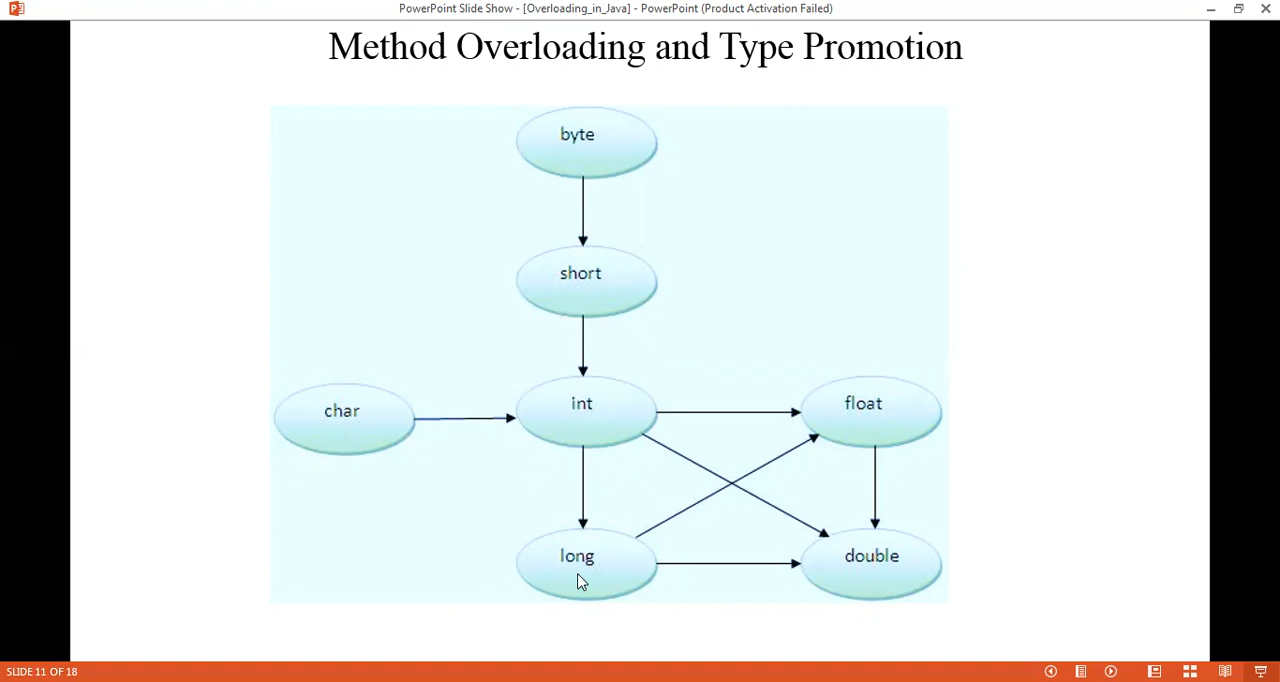 PowerPoint Slide Show - [Overloading_in_Java] - PowerPoint (Product Activation Failed)
Method Overloading and Type Promotion
byte
short
char
int
float
long
double
SLIDE 11 OF 18